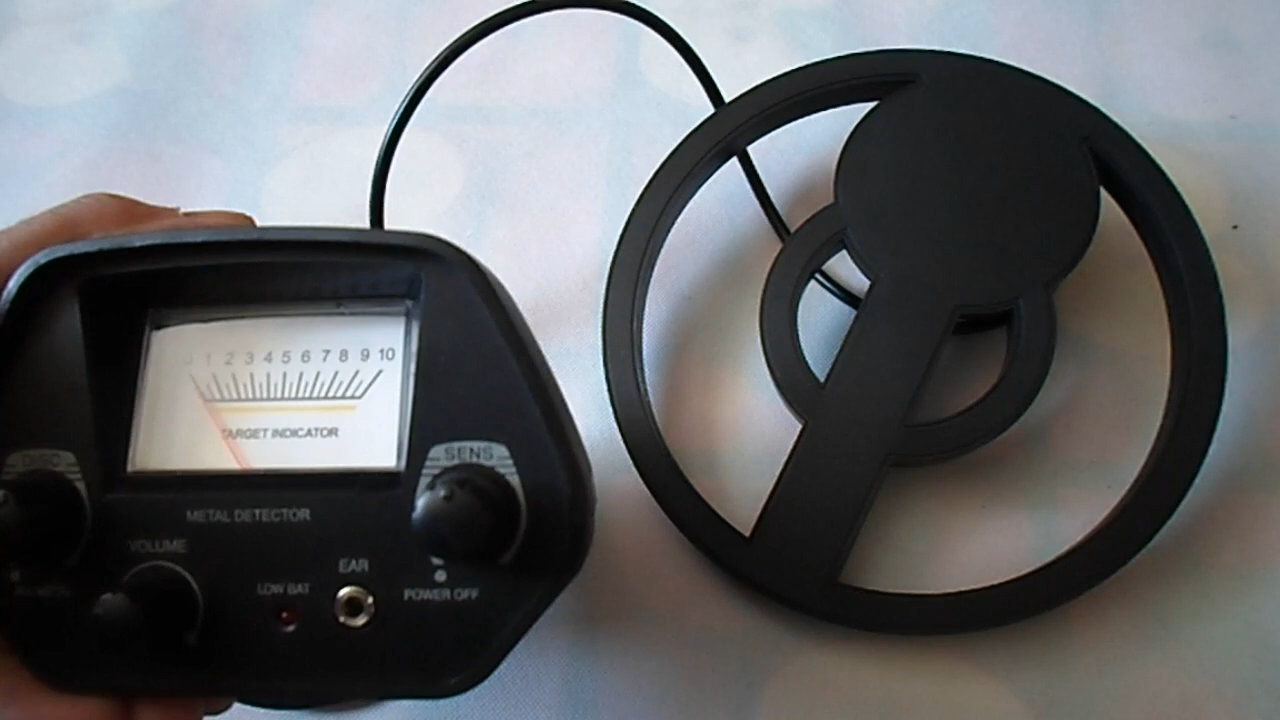 0 1 2 3 4 5 6 7 8 9 10
TARGET INDICATOR
DISC
SENS
METAL DETECTOR
VOLUME
EAR
LOW BAT
POWER OFF